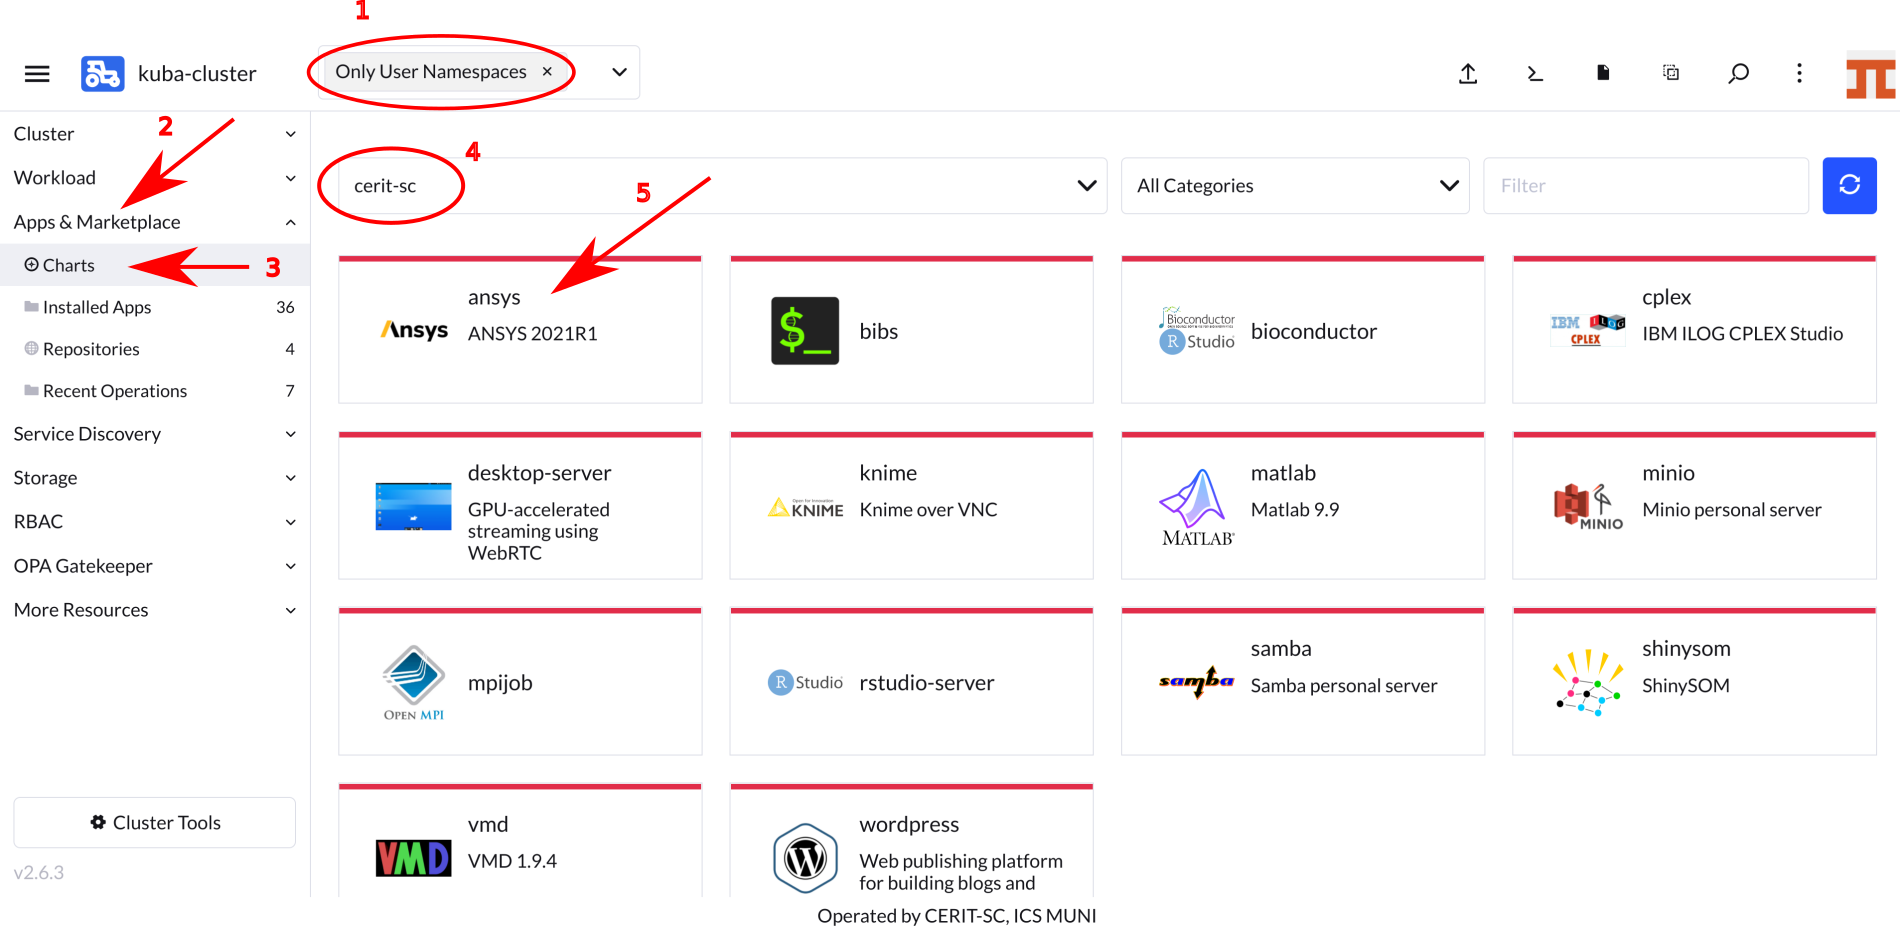 1
kuba-cluster
Only User Namespaces ×
Cluster
2
Workload
Apps & Marketplace
Charts
3
Installed Apps 36
Repositories 4
Recent Operations 7
Service Discovery
Storage
RBAC
OPA Gatekeeper
More Resources
Cluster Tools
v2.6.3
cerit-sc
4
All Categories
Filter
5
Ansys
ansys
ANSYS 2021R1
$_
bibs
Bioconductor
R Studio
bioconductor
IBM ILOG
CPLEX
cplex
IBM ILOG CPLEX Studio
desktop-server
GPU-accelerated
streaming using
WebRTC
Open for Innovation
KNIME
knime
Knime over VNC
MATLAB
matlab
Matlab 9.9
MINIO
minio
Minio personal server
OPEN MPI
mpijob
R Studio
rstudio-server
samba
samba
Samba personal server
shinysom
ShinySOM
VMD
vmd
VMD 1.9.4
W
wordpress
Web publishing platform
for building blogs and
Operated by CERIT-SC, ICS MUNI